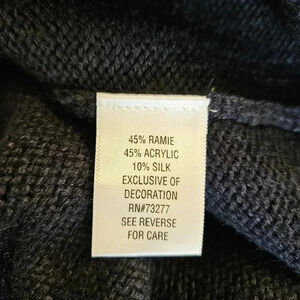 45% RAMIE
45% ACRYLIC
10% SILK
EXCLUSIVE OF
DECORATION
RN#73277
SEE REVERSE
FOR CARE